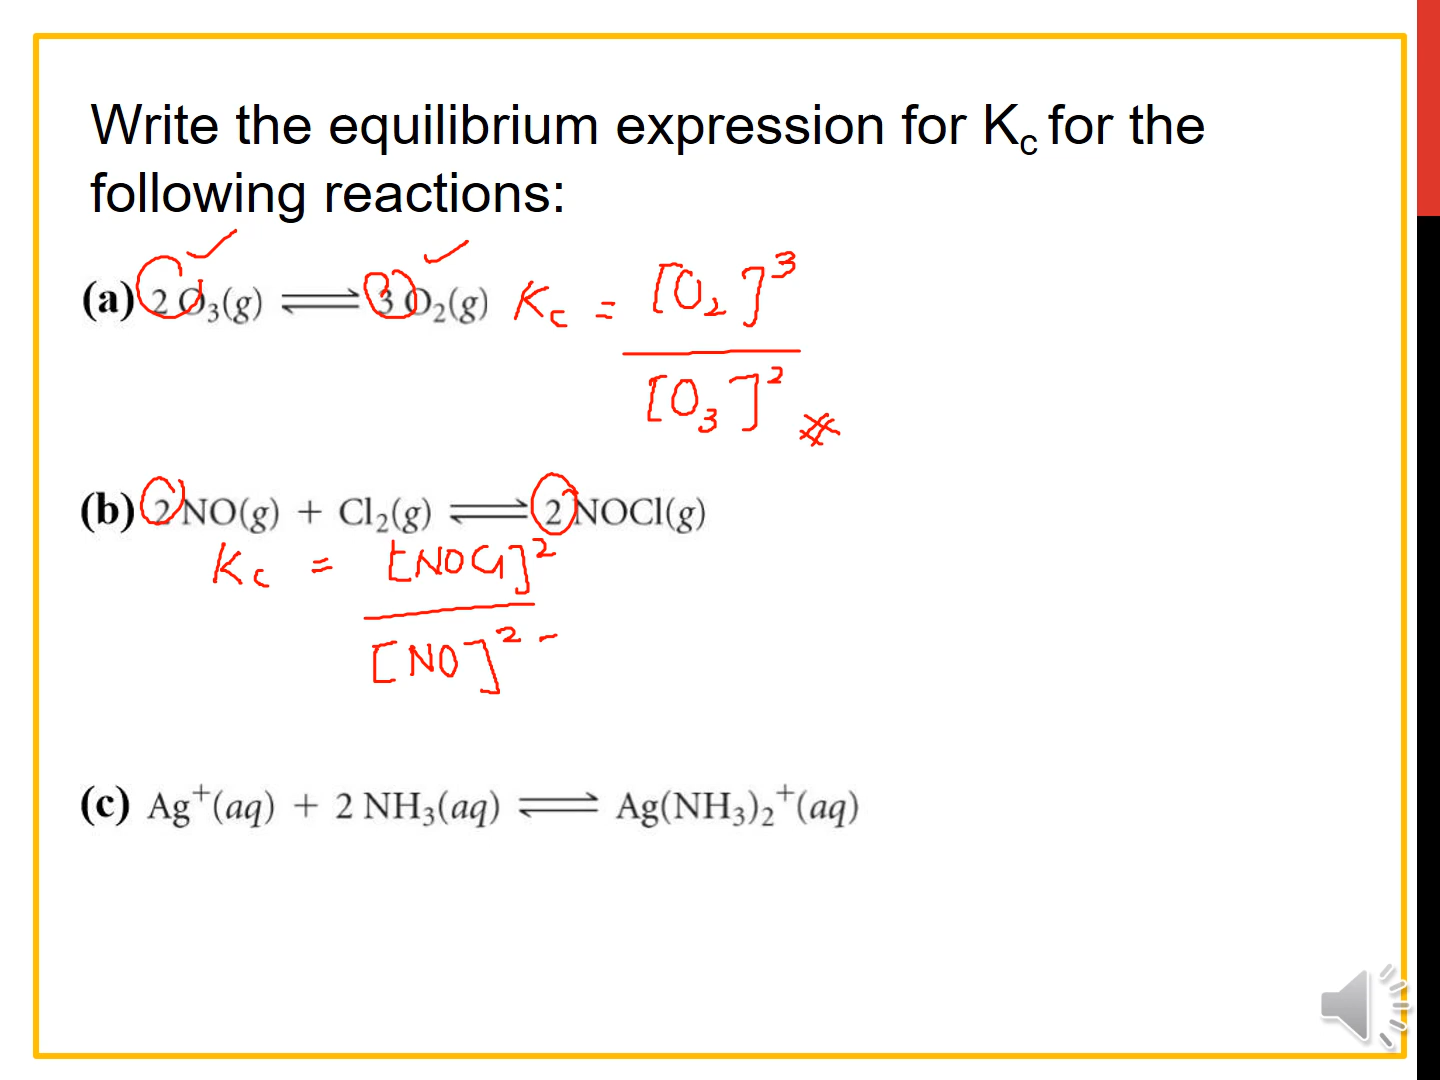 Write the equilibrium expression for Kc for the
following reactions:
(a) 2 O₃(g) ⇌ 3 O₂(g) Kc = [O₂]³
[O₃]²
(b) 2 NO(g) + Cl₂(g) ⇌ 2 NOCl(g)
Kc = [NOCl]²
[NO]²
(c) Ag⁺(aq) + 2 NH₃(aq) ⇌ Ag(NH₃)₂⁺(aq)